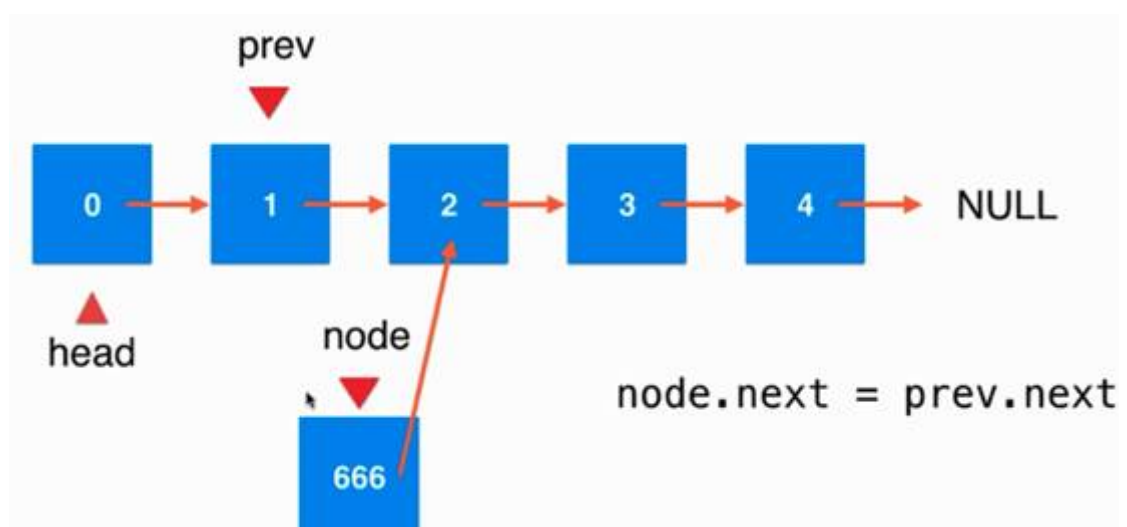 prev
0 1 2 3 4 NULL
head
node
node.next = prev.next
666